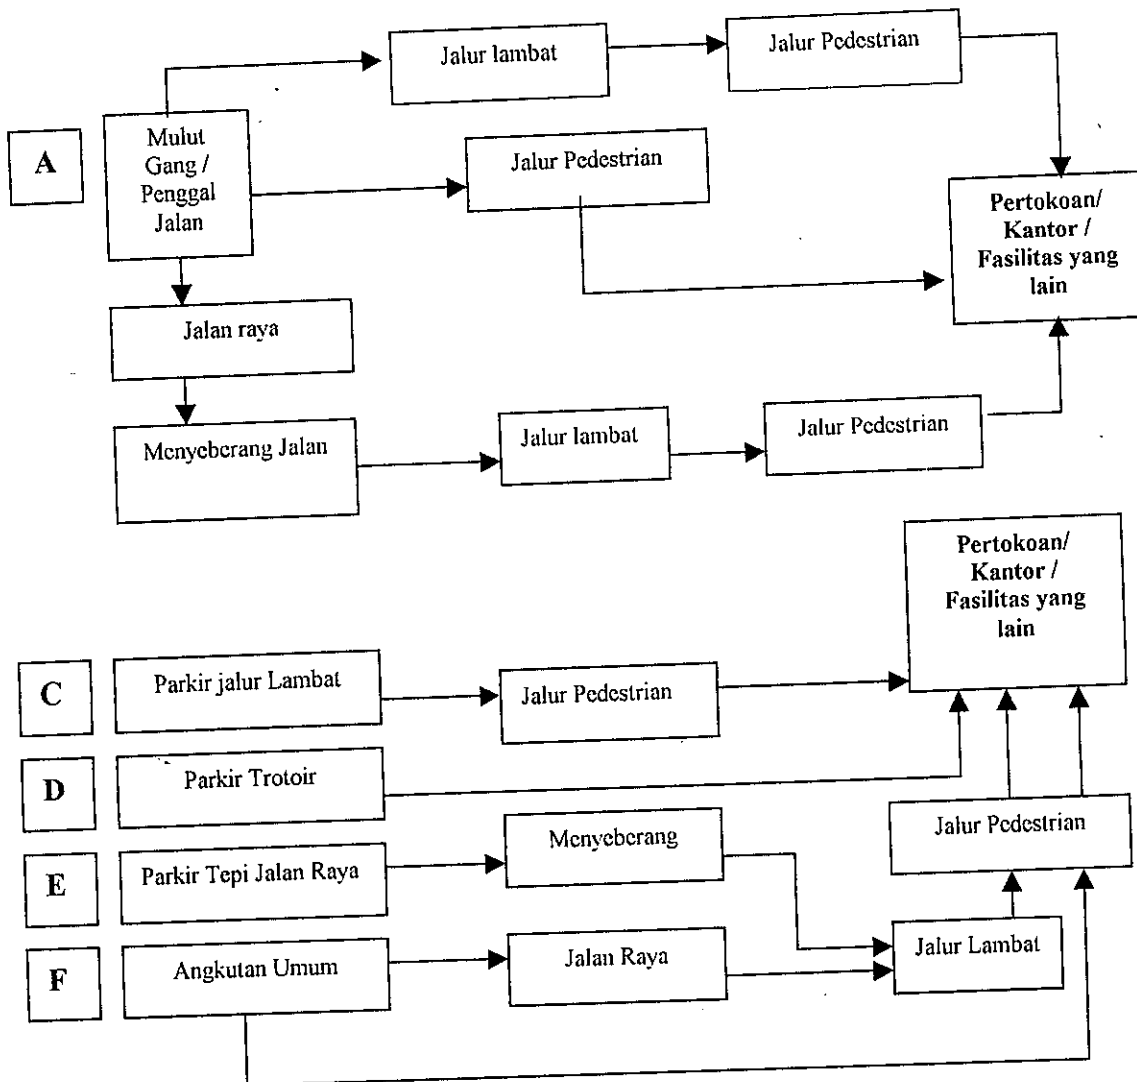 Jalur lambat
Jalur Pedestrian
A
Mulut
Gang /
Penggal
Jalan
Jalur Pedestrian
Pertokoan/
Kantor /
Fasilitas yang
lain
Jalan raya
Menyeberang Jalan
Jalur lambat
Jalur Pedestrian
Pertokoan/
Kantor /
Fasilitas yang
lain
C
Parkir jalur Lambat
Jalur Pedestrian
D
Parkir Trotoir
Menyeberang
Jalur Pedestrian
E
Parkir Tepi Jalan Raya
F
Angkutan Umum
Jalan Raya
Jalur Lambat